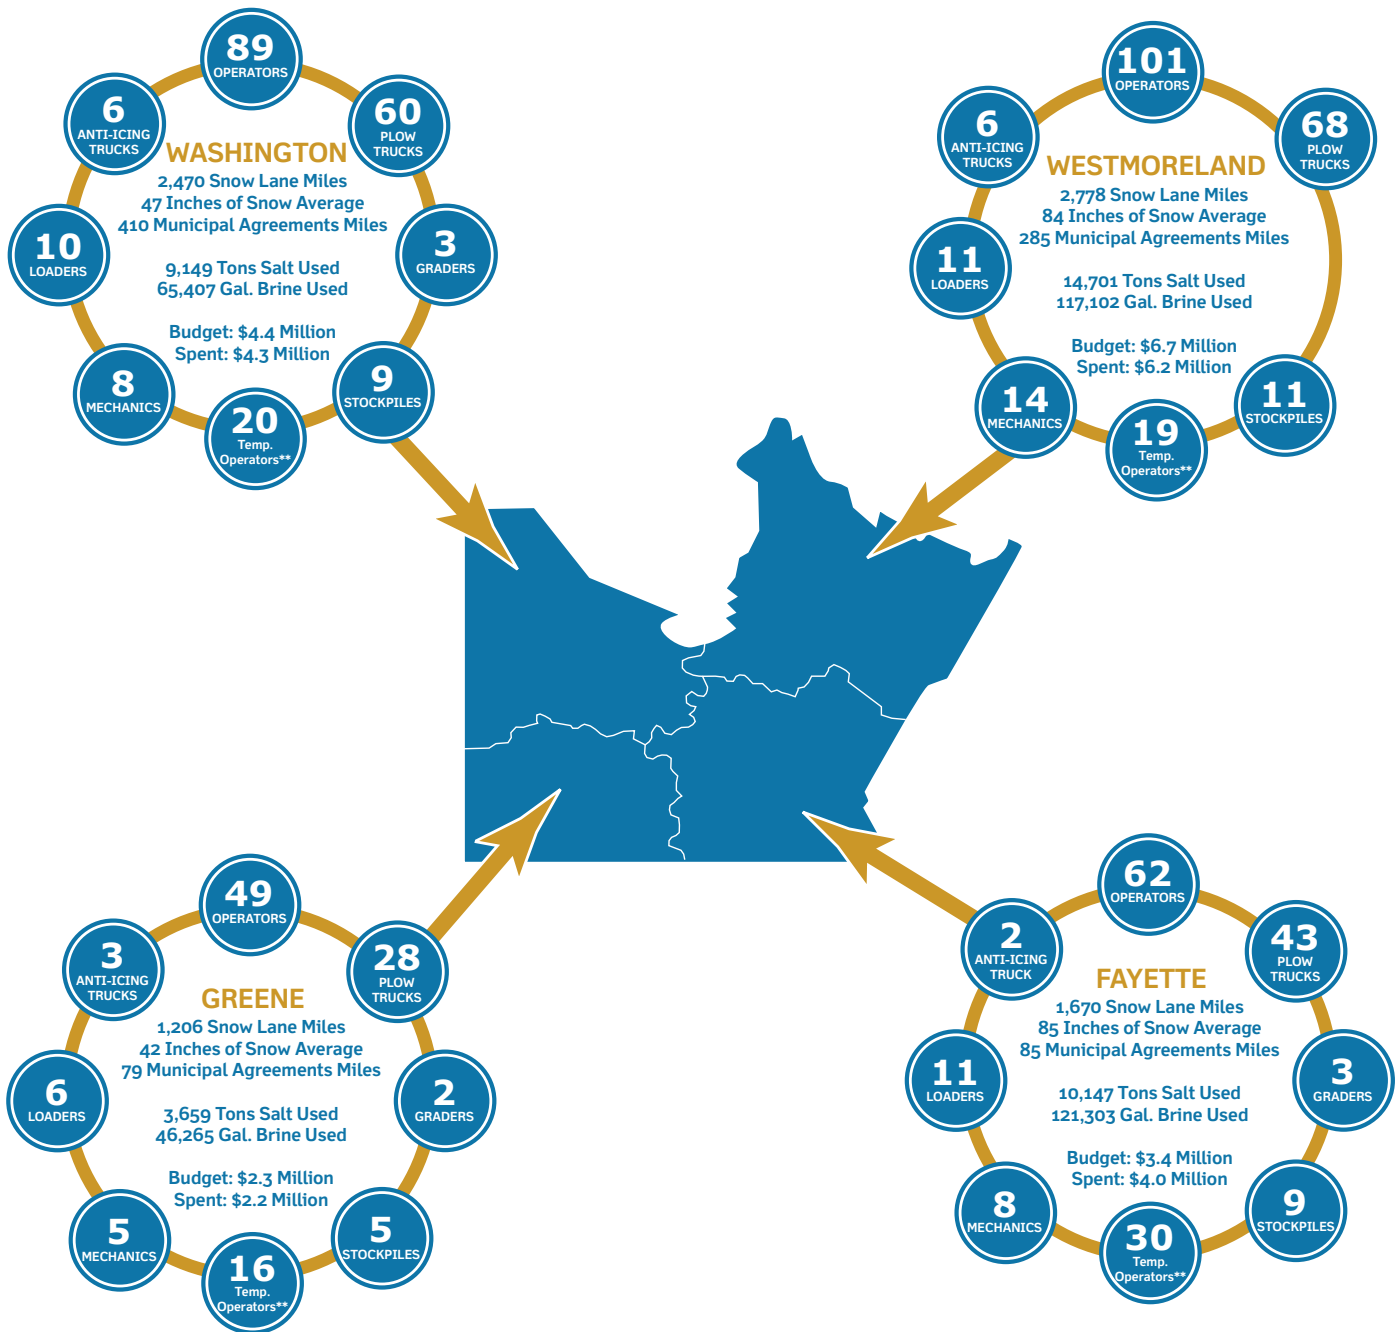 89
OPERATORS
6
ANTI-ICING
TRUCKS
60
PLOW
TRUCKS
WASHINGTON
2,470 Snow Lane Miles
47 Inches of Snow Average
410 Municipal Agreements Miles
10
LOADERS
3
GRADERS
9,149 Tons Salt Used
65,407 Gal. Brine Used
Budget: $4.4 Million
Spent: $4.3 Million
8
MECHANICS
9
STOCKPILES
20
Temp.
Operators**
101
OPERATORS
6
ANTI-ICING
TRUCKS
68
PLOW
TRUCKS
WESTMORELAND
2,778 Snow Lane Miles
84 Inches of Snow Average
285 Municipal Agreements Miles
11
LOADERS
14,701 Tons Salt Used
117,102 Gal. Brine Used
Budget: $6.7 Million
Spent: $6.2 Million
14
MECHANICS
11
STOCKPILES
19
Temp.
Operators**
49
OPERATORS
3
ANTI-ICING
TRUCKS
28
PLOW
TRUCKS
GREENE
1,206 Snow Lane Miles
42 Inches of Snow Average
79 Municipal Agreements Miles
6
LOADERS
2
GRADERS
3,659 Tons Salt Used
46,265 Gal. Brine Used
Budget: $2.3 Million
Spent: $2.2 Million
5
MECHANICS
5
STOCKPILES
16
Temp.
Operators**
62
OPERATORS
2
ANTI-ICING
TRUCK
43
PLOW
TRUCKS
FAYETTE
1,670 Snow Lane Miles
85 Inches of Snow Average
85 Municipal Agreements Miles
11
LOADERS
3
GRADERS
10,147 Tons Salt Used
121,303 Gal. Brine Used
Budget: $3.4 Million
Spent: $4.0 Million
8
MECHANICS
9
STOCKPILES
30
Temp.
Operators**